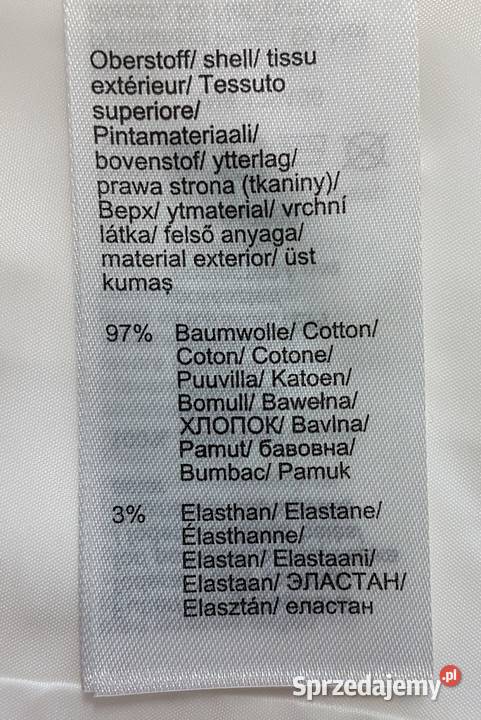 Oberstoff/ shell/ tissu
extérieur/ Tessuto
superiore/
Pintamateriaali/
bovenstof/ ytterlag/
prawa strona (tkaniny)/
Верх/ ytmaterial/ vrchní
látka/ felső anyaga/
material exterior/ üst
kumaş
97% Baumwolle/ Cotton/
Coton/ Cotone/
Puuvilla/ Katoen/
Bomull/ Bawełna/
ХЛОПОК/ Bavlna/
Pamut/ бавовна/
Bumbac/ Pamuk
3% Elasthan/ Elastane/
Élasthanne/
Elastan/ Elastaani/
Elastaan/ ЭЛАСТАН/
Elasztán/ еластан
Sprzedajemy.pl